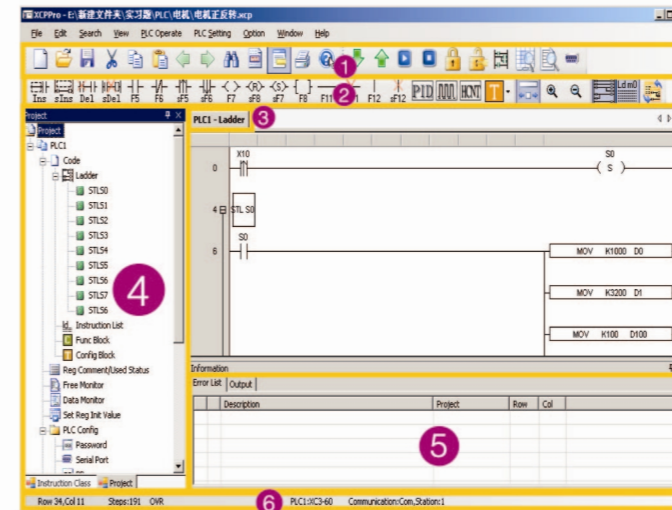 XCPPro - E:\新建文件夹\实习题\PLC\电机\电机正反转.xcp
File Edit Search View PLC Operate PLC Setting Option Window Help
1
Ins sIns Del sDel F5 F6 sF5 sF6 F7 sF8 sF7 F8 F11 F12 sF12 PID HCNT T Ld m0
2
Project
PLC1 - Ladder 3
Project
PLC1
Code
Ladder
STLS0
STLS1
STLS2
STLS3
STLS4
STLS5
STLS6
STLS7
STLS6
Instruction List
Func Block
Config Block
Reg Comment/Used Status
Free Monitor
Data Monitor
Set Reg Init Value
PLC Config
Password
Serial Port
4
Instruction Class Project
0 X10 S0
( S )
4 STL S0
6 S0
MOV K1000 D0
MOV K3200 D1
MOV K100 D100
Information
Error List Output
Description Project Row Col
5
Row 34,Col 11 Steps:191 OVR 6 PLC1:XC3-60 Communication:Com,Station:1